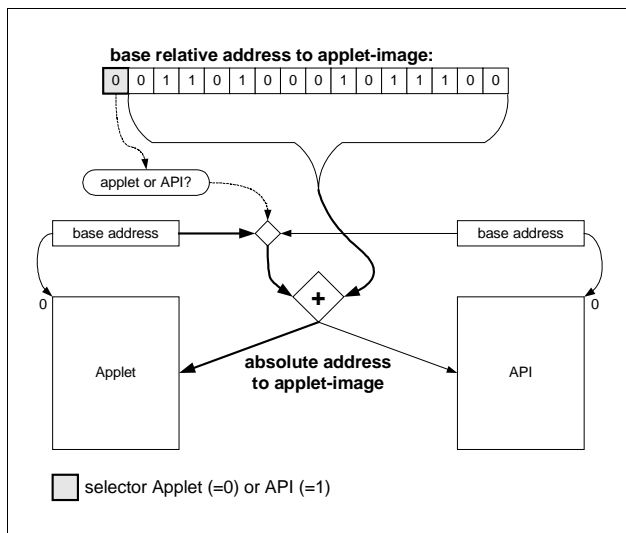 base relative address to applet-image:
0 0 1 1 0 1 0 0 0 1 0 1 1 1 0 0
applet or API?
base address
base address
0
0
+
Applet
absolute address
to applet-image
API
selector Applet (=0) or API (=1)